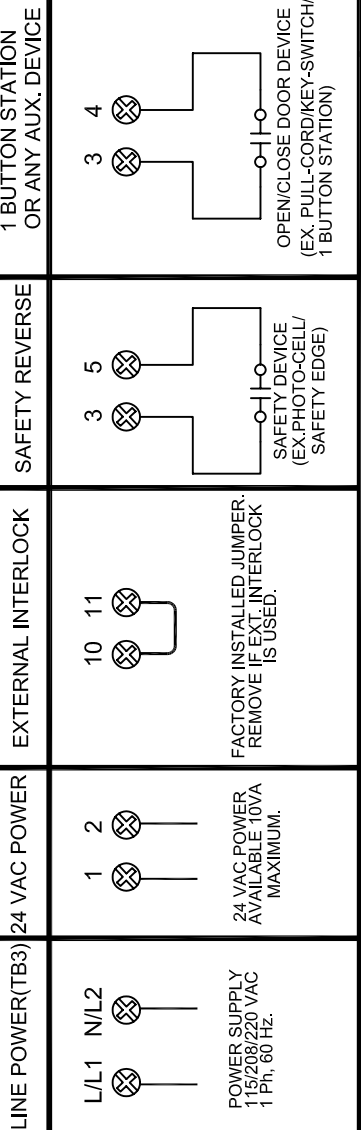 LINE POWER(TB3)
L/L1 N/L2
POWER SUPPLY
115/208/220 VAC
1 Ph, 60 Hz.
24 VAC POWER
1 2
24 VAC POWER
AVAILABLE 10VA
MAXIMUM.
EXTERNAL INTERLOCK
10 11
FACTORY INSTALLED JUMPER.
REMOVE IF EXT. INTERLOCK
IS USED.
SAFETY REVERSE
3 5
SAFETY DEVICE
(EX.PHOTO-CELL/
SAFETY EDGE)
1 BUTTON STATION
OR ANY AUX. DEVICE
3 4
OPEN/CLOSE DOOR DEVICE
(EX. PULL-CORD/KEY-SWITCH/
1 BUTTON STATION)